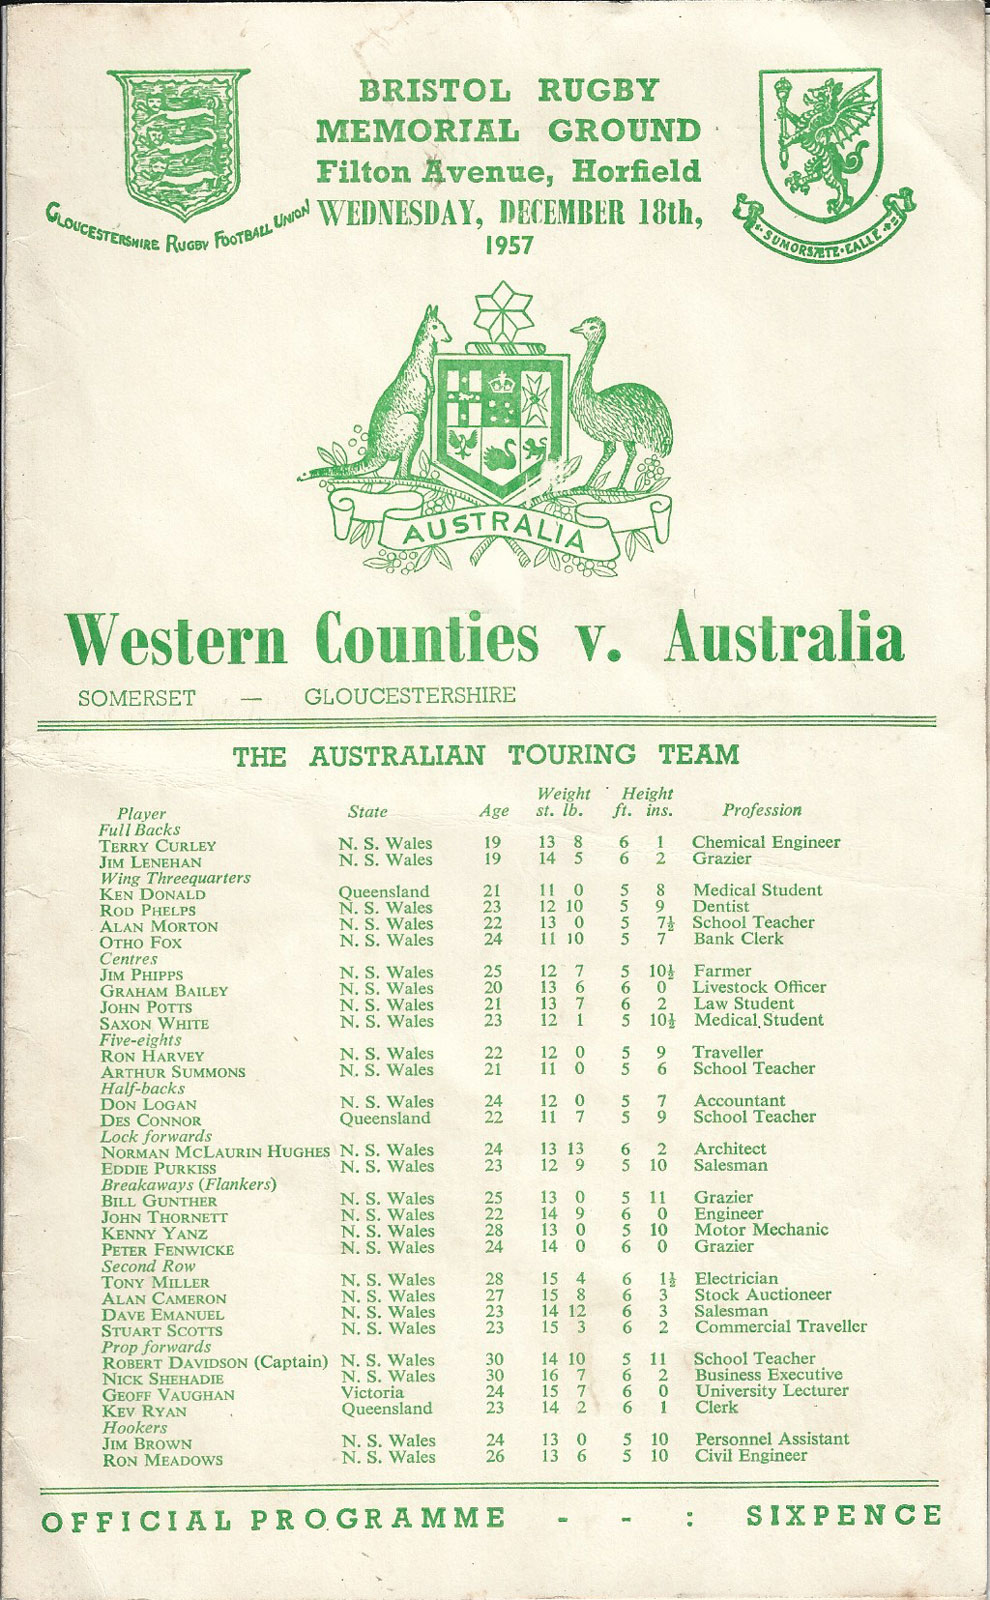 BRISTOL RUGBY
MEMORIAL GROUND
Filton Avenue, Horfield
WEDNESDAY, DECEMBER 18th,
1957
GLOUCESTERSHIRE RUGBY FOOTBALL UNION
SUMORSÆTE·EALLE
AUSTRALIA
Western Counties v. Australia
SOMERSET — GLOUCESTERSHIRE
THE AUSTRALIAN TOURING TEAM
Weight Height
Player State Age st. lb. ft. ins. Profession
Full Backs
TERRY CURLEY N. S. Wales 19 13 8 6 1 Chemical Engineer
JIM LENEHAN N. S. Wales 19 14 5 6 2 Grazier
Wing Threequarters
KEN DONALD Queensland 21 11 0 5 8 Medical Student
ROD PHELPS N. S. Wales 23 12 10 5 9 Dentist
ALAN MORTON N. S. Wales 22 13 0 5 7½ School Teacher
OTHO FOX N. S. Wales 24 11 10 5 7 Bank Clerk
Centres
JIM PHIPPS N. S. Wales 25 12 7 5 10½ Farmer
GRAHAM BAILEY N. S. Wales 20 13 6 6 0 Livestock Officer
JOHN POTTS N. S. Wales 21 13 7 6 2 Law Student
SAXON WHITE N. S. Wales 23 12 1 5 10½ Medical Student
Five-eights
RON HARVEY N. S. Wales 22 12 0 5 9 Traveller
ARTHUR SUMMONS N. S. Wales 21 11 0 5 6 School Teacher
Half-backs
DON LOGAN N. S. Wales 24 12 0 5 7 Accountant
DES CONNOR Queensland 22 11 7 5 9 School Teacher
Lock forwards
NORMAN MCLAURIN HUGHES N. S. Wales 24 13 13 6 2 Architect
EDDIE PURKISS N. S. Wales 23 12 9 5 10 Salesman
Breakaways (Flankers)
BILL GUNTHER N. S. Wales 25 13 0 5 11 Grazier
JOHN THORNETT N. S. Wales 22 14 9 6 0 Engineer
KENNY YANZ N. S. Wales 28 13 0 5 10 Motor Mechanic
PETER FENWICKE N. S. Wales 24 14 0 6 0 Grazier
Second Row
TONY MILLER N. S. Wales 28 15 4 6 1½ Electrician
ALAN CAMERON N. S. Wales 27 15 8 6 3 Stock Auctioneer
DAVE EMANUEL N. S. Wales 23 14 12 6 3 Salesman
STUART SCOTTS N. S. Wales 23 15 3 6 2 Commercial Traveller
Prop forwards
ROBERT DAVIDSON (Captain) N. S. Wales 30 14 10 5 11 School Teacher
NICK SHEHADIE N. S. Wales 30 16 7 6 2 Business Executive
GEOFF VAUGHAN Victoria 24 15 7 6 0 University Lecturer
KEV RYAN Queensland 23 14 2 6 1 Clerk
Hookers
JIM BROWN N. S. Wales 24 13 0 5 10 Personnel Assistant
RON MEADOWS N. S. Wales 26 13 6 5 10 Civil Engineer
OFFICIAL PROGRAMME - - : SIXPENCE